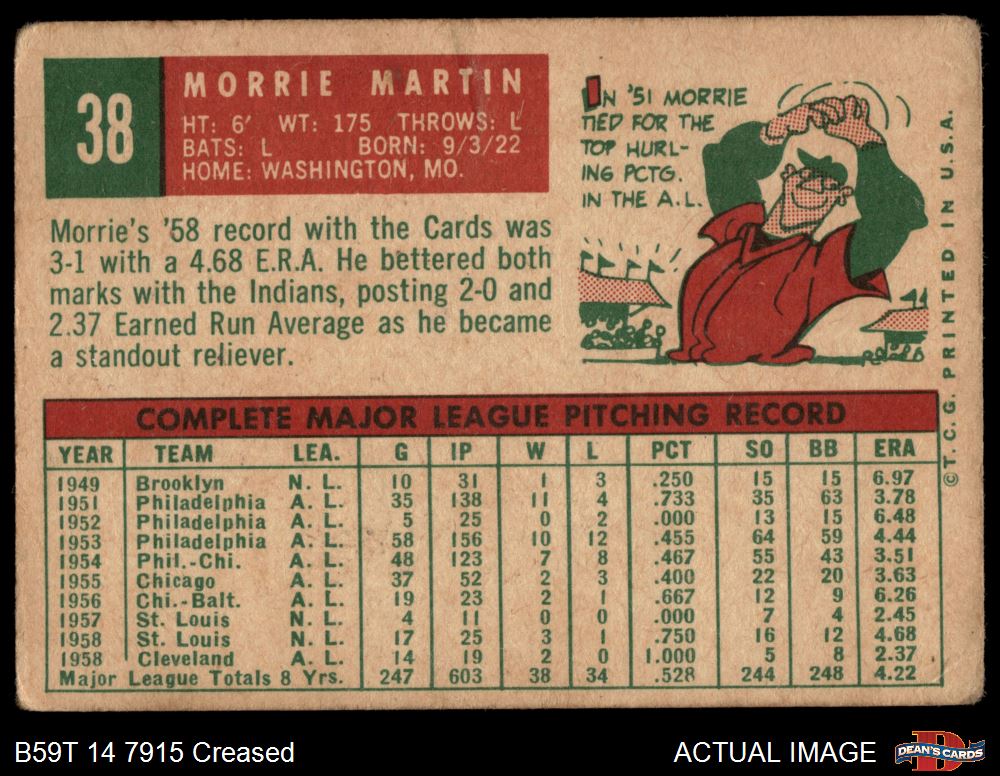 38
MORRIE MARTIN
HT: 6' WT: 175 THROWS: L
BATS: L BORN: 9/3/22
HOME: WASHINGTON, MO.
Morrie's '58 record with the Cards was
3-1 with a 4.68 E.R.A. He bettered both
marks with the Indians, posting 2-0 and
2.37 Earned Run Average as he became
a standout reliever.
IN '51 MORRIE
TIED FOR THE
TOP HURL-
ING PCTG.
IN THE A.L.
©T.C.G. PRINTED IN U.S.A.
COMPLETE MAJOR LEAGUE PITCHING RECORD
YEAR TEAM LEA. G IP W L PCT SO BB ERA
1949 Brooklyn N. L. 10 31 1 3 .250 15 15 6.97
1951 Philadelphia A. L. 35 138 11 4 .733 35 63 3.78
1952 Philadelphia A. L. 5 25 0 2 .000 13 15 6.48
1953 Philadelphia A. L. 58 156 10 12 .455 64 59 4.44
1954 Phil.-Chi. A. L. 48 123 7 8 .467 55 43 3.51
1955 Chicago A. L. 37 52 2 3 .400 22 20 3.63
1956 Chi.-Balt. A. L. 19 23 2 1 .667 12 9 6.26
1957 St. Louis N. L. 4 11 0 0 .000 7 4 2.45
1958 St. Louis N. L. 17 25 3 1 .750 16 12 4.68
1958 Cleveland A. L. 14 19 2 0 1.000 5 8 2.37
Major League Totals 8 Yrs. 247 603 38 34 .528 244 248 4.22
B59T 14 7915 Creased
ACTUAL IMAGE
DEAN'S CARDS